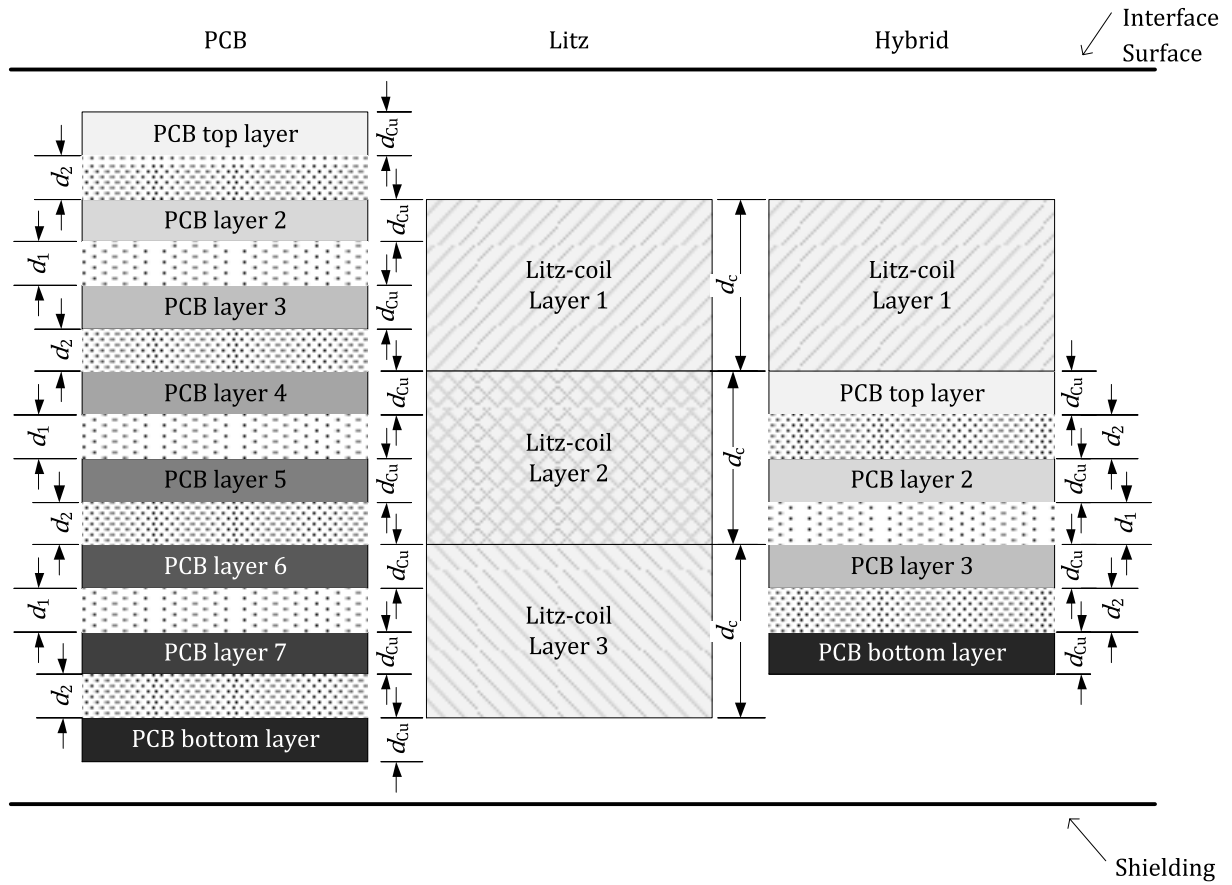 PCB
Litz
Hybrid
Interface
Surface
PCB top layer
PCB layer 2
PCB layer 3
PCB layer 4
PCB layer 5
PCB layer 6
PCB layer 7
PCB bottom layer
d2
d1
d2
d1
d2
d1
d2
dCu
dCu
dCu
dCu
dCu
dCu
dCu
dCu
Litz-coil
Layer 1
Litz-coil
Layer 2
Litz-coil
Layer 3
dc
dc
dc
Litz-coil
Layer 1
PCB top layer
PCB layer 2
PCB layer 3
PCB bottom layer
dCu
dCu
dCu
dCu
d2
d1
d2
Shielding